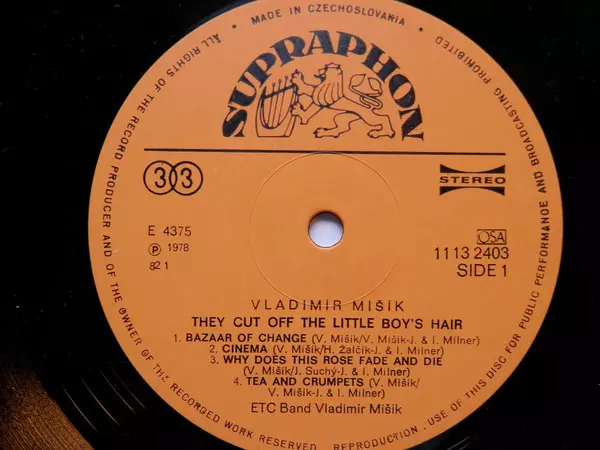 MADE IN CZECHOSLOVAKIA
ALL RIGHTS OF THE RECORD PRODUCER AND OF THE OWNER OF THE RECORDED WORK RESERVED. REPRODUCTION. USE OF THIS DISC FOR PUBLIC PERFORMANCE AND BROADCASTING PROHIBITED
SUPRAPHON
33
STEREO
E 4375
Ⓟ 1978
82 1
OSA
1113 2403
SIDE 1
VLADIMÍR MIŠÍK
THEY CUT OFF THE LITTLE BOY'S HAIR
1. BAZAAR OF CHANGE (V. Mišík/V. Mišík-J. & I. Milner)
2. CINEMA (V. Mišík/H. Žalčík-J. & I. Milner)
3. WHY DOES THIS ROSE FADE AND DIE
(V. Mišík/J. Suchý-J. & I. Milner)
4. TEA AND CRUMPETS (V. Mišík/
V. Mišík-J. & I. Milner)
ETC Band Vladimír Mišík